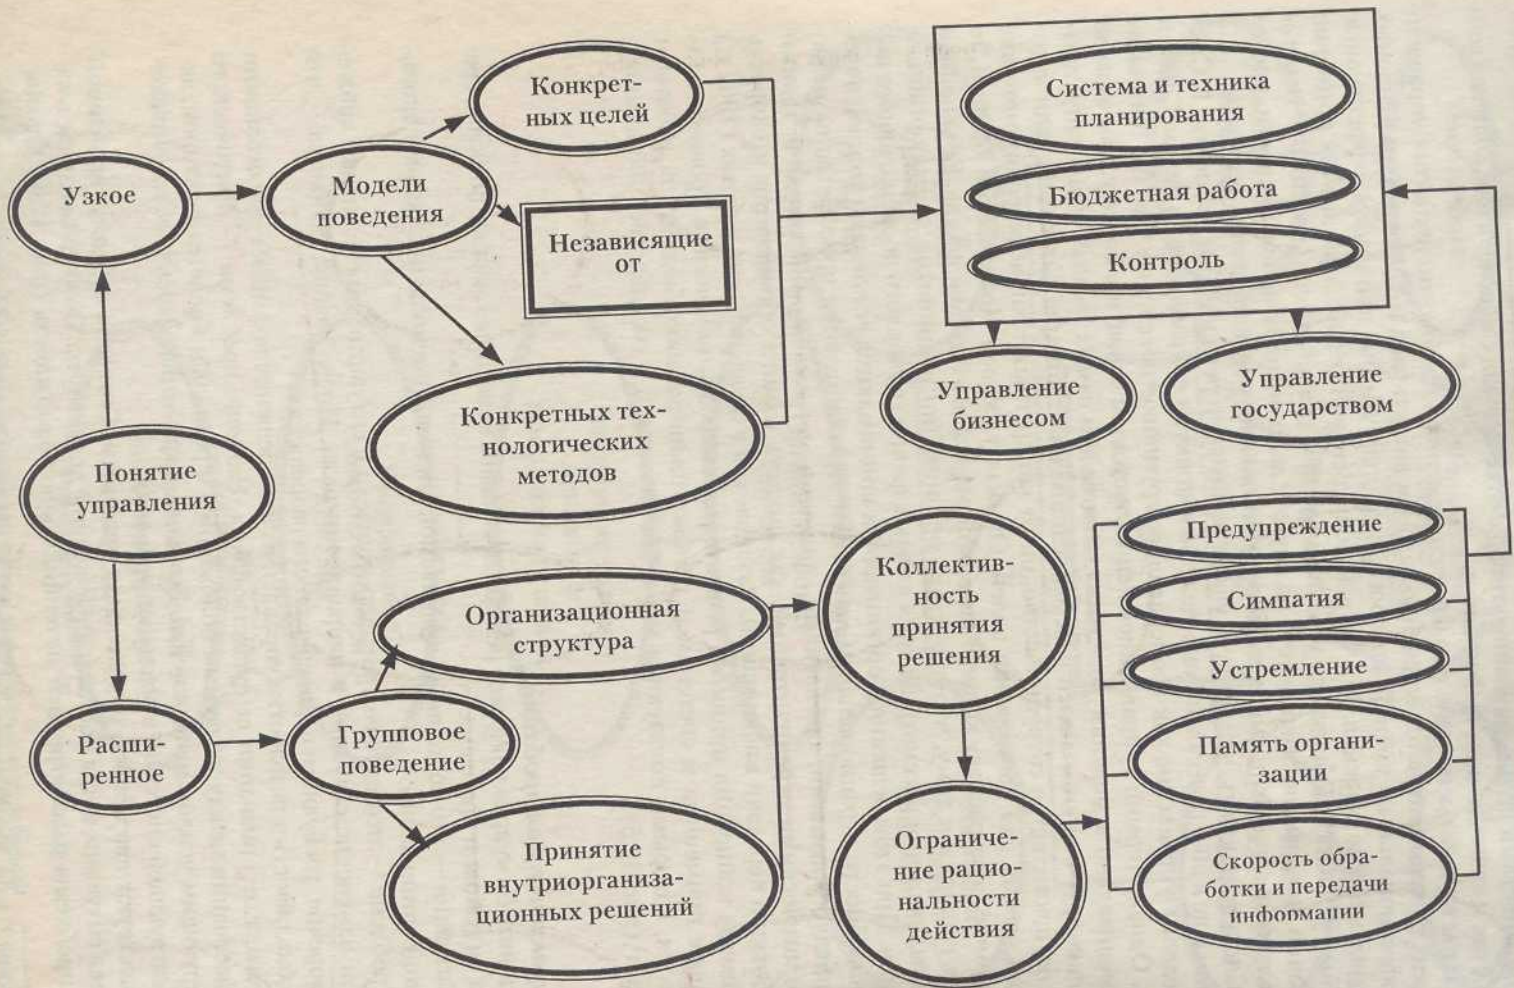 Конкрет-
ных целей
Система и техника
планирования
Узкое
Модели
поведения
Бюджетная работа
Независящие
от
Контроль
Управление
бизнесом
Управление
государством
Конкретных тех-
нологических
методов
Понятие
управления
Предупреждение
Коллектив-
ность
принятия
решения
Симпатия
Организационная
структура
Устремление
Расши-
ренное
Групповое
поведение
Память органи-
зации
Принятие
внутриорганиза-
ционных решений
Ограниче-
ние рацио-
нальности
действия
Скорость обра-
ботки и передачи
информации